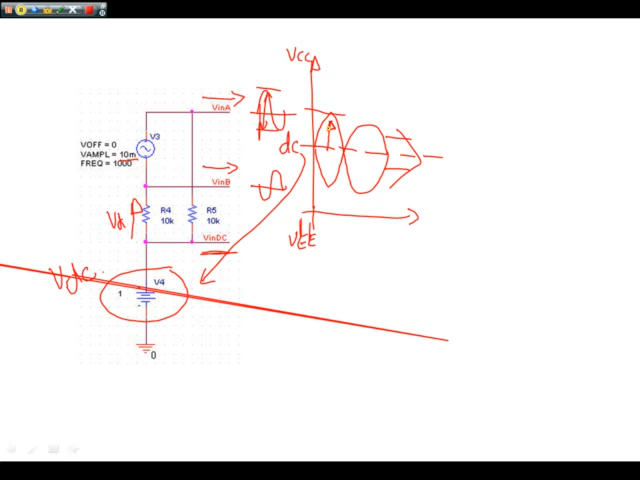 VCC
VinA
V3
VOFF = 0
VAMPL = 10m
FREQ = 1000
dc
VinB
R4
10k
R5
10k
VEE
VinDC
V4
1
0